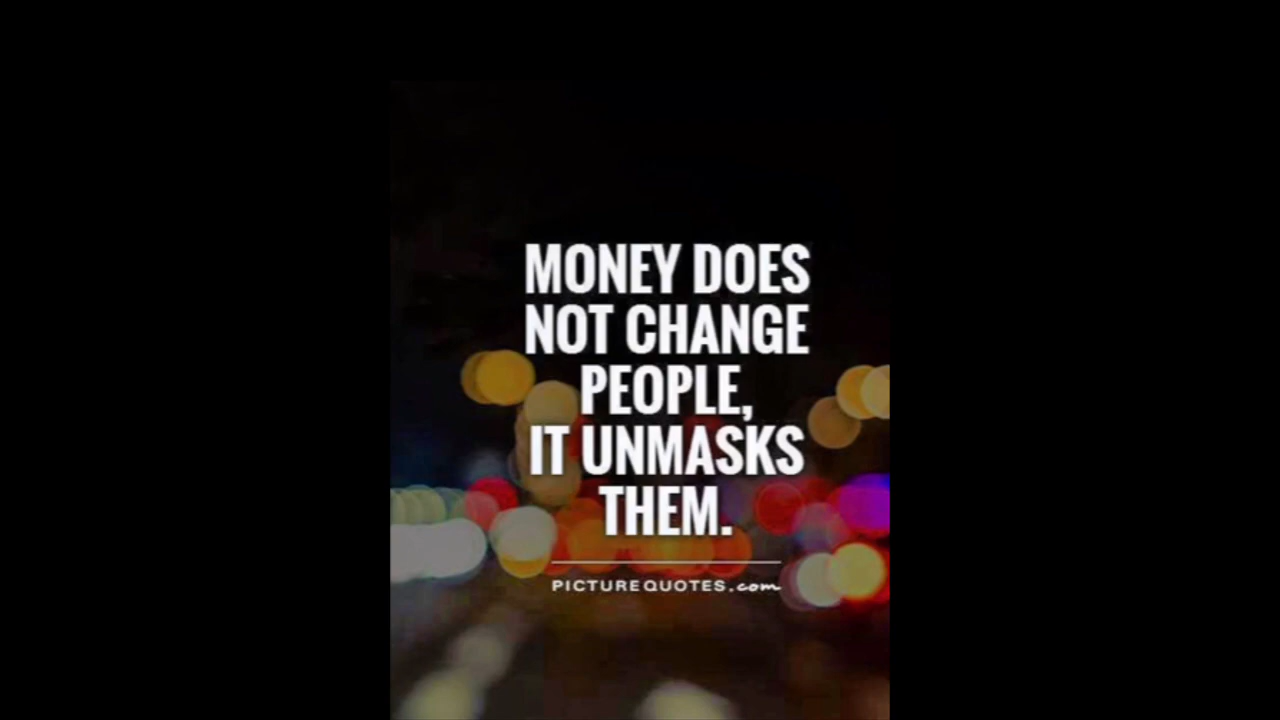 MONEY DOES
NOT CHANGE
PEOPLE,
IT UNMASKS
THEM.
PICTUREQUOTES.com